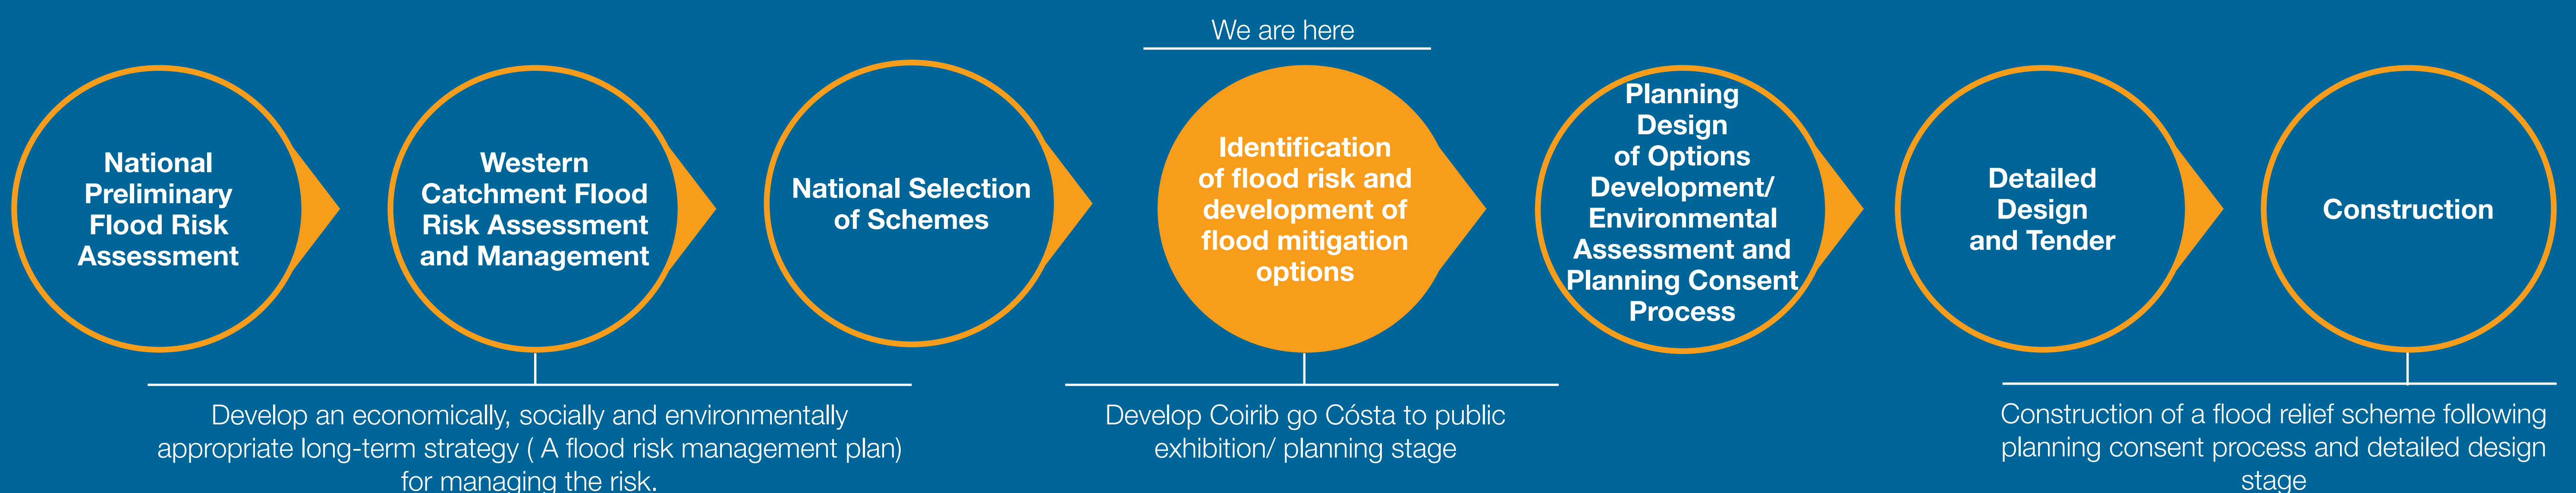 We are here
National
Preliminary
Flood Risk
Assessment
Western
Catchment Flood
Risk Assessment
and Management
National Selection
of Schemes
Identification
of flood risk and
development of
flood mitigation
options
Planning
Design
of Options
Development/
Environmental
Assessment and
Planning Consent
Process
Detailed
Design
and Tender
Construction
Develop an economically, socially and environmentally
appropriate long-term strategy ( A flood risk management plan)
for managing the risk.
Develop Coirib go Cósta to public
exhibition/ planning stage
Construction of a flood relief scheme following
planning consent process and detailed design
stage